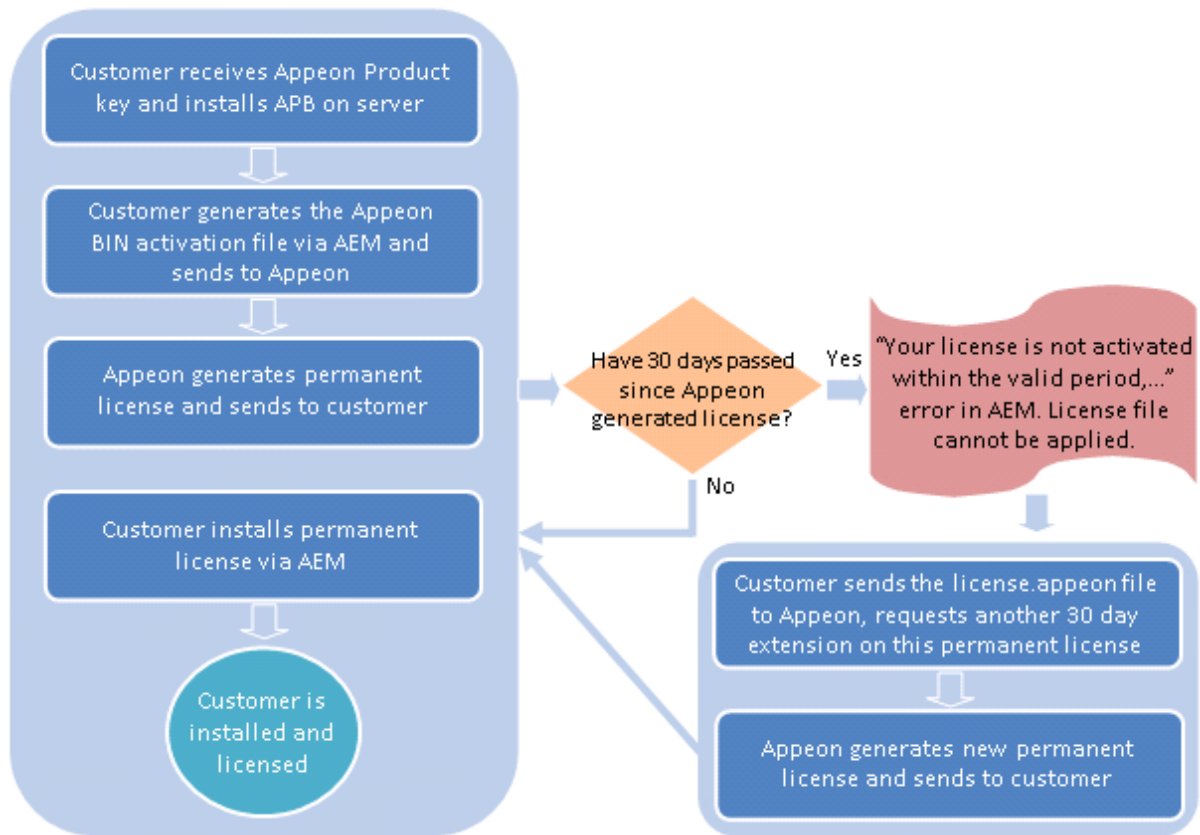 Customer receives Appeon Product
key and installs APB on server
Customer generates the Appeon
BIN activation file via AEM and
sends to Appeon
Appeon generates permanent
license and sends to customer
Have 30 days passed
since Appeon
generated license?
Yes
No
“Your license is not activated
within the valid period,...”
error in AEM. License file
cannot be applied.
Customer sends the license.appeon file
to Appeon, requests another 30 day
extension on this permanent license
Appeon generates new permanent
license and sends to customer
Customer installs permanent
license via AEM
Customer is
installed and
licensed